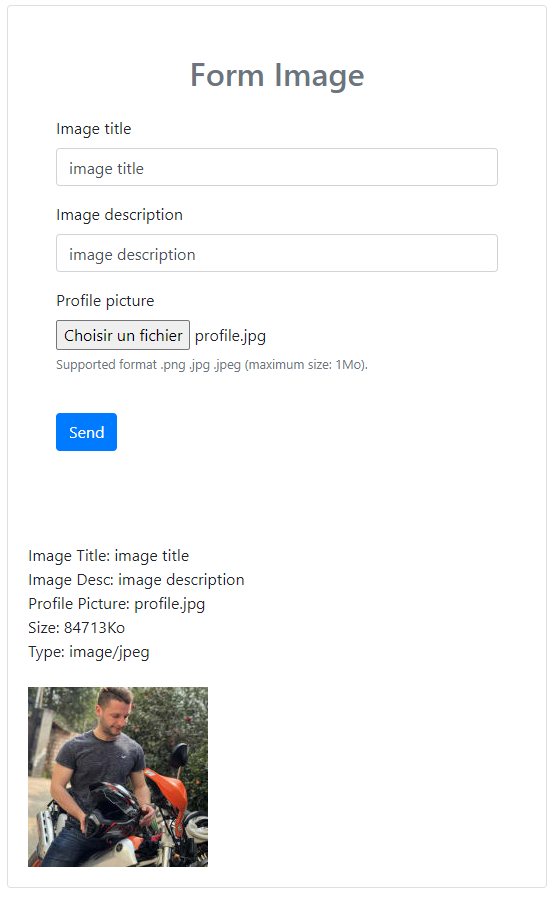 Form Image
Image title
image title
Image description
image description
Profile picture
Choisir un fichier profile.jpg
Supported format .png .jpg .jpeg (maximum size: 1Mo).
Send
Image Title: image title
Image Desc: image description
Profile Picture: profile.jpg
Size: 84713Ko
Type: image/jpeg